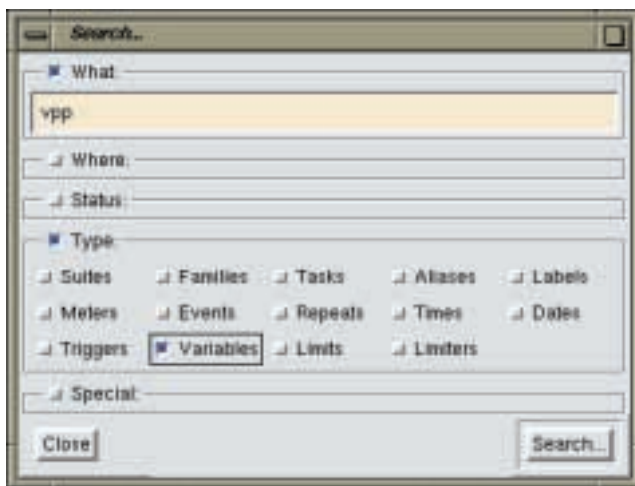 Search...
What:
vpp
Where:
Status:
Type:
Suites Families Tasks Aliases Labels
Meters Events Repeats Times Dates
Triggers Variables Limits Limiters
Special:
Close Search...